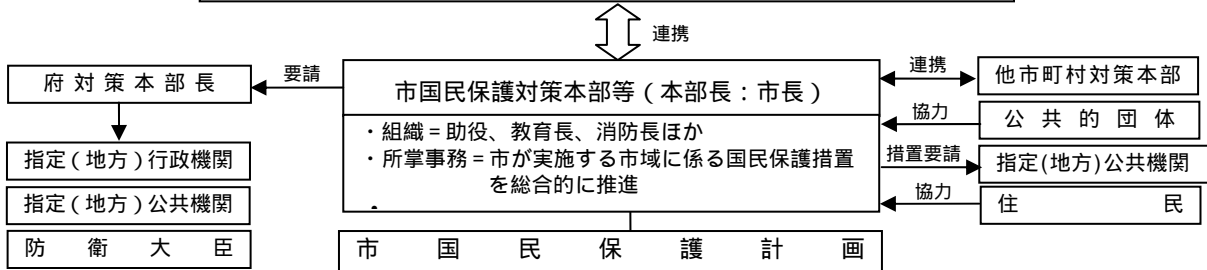 連携
府対策本部長
要請
市国民保護対策本部等(本部長：市長)
連携
他市町村対策本部
協力
公共的団体
・組織＝助役、教育長、消防長ほか
・所掌事務＝市が実施する市域に係る国民保護措置
を総合的に推進
・
措置要請
指定(地方)公共機関
協力
住民
指定(地方)行政機関
指定(地方)公共機関
防衛大臣
市国民保護計画